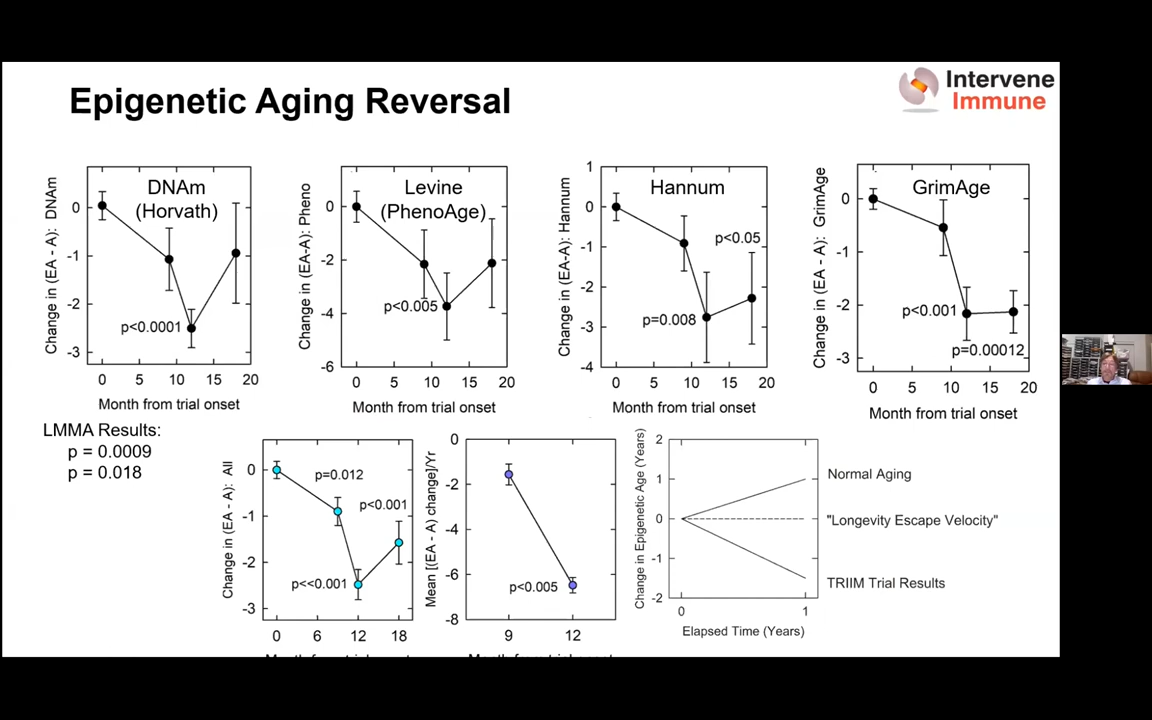 Epigenetic Aging Reversal
Intervene
Immune
Change in (EA - A): DNAm
DNAm
(Horvath)
0
-1
-2
-3
p<0.0001
0 5 10 15 20
Month from trial onset
Change in (EA-A): Pheno
Levine
(PhenoAge)
0
-2
-4
-6
p<0.005
0 5 10 15 20
Month from trial onset
Change in (EA-A): Hannum
Hannum
1
0
-1
-2
-3
-4
p<0.05
p=0.008
0 5 10 15 20
Month from trial onset
Change in (EA - A): GrimAge
GrimAge
0
-1
-2
-3
p<0.001
p=0.00012
0 5 10 15 20
Month from trial onset
LMMA Results:
p = 0.0009
p = 0.018
Change in (EA - A): All
0
-1
-2
-3
p=0.012
p<0.001
p<<0.001
0 6 12 18
Month from trial onset
Mean [(EA - A) change]/Yr
0
-2
-4
-6
-8
p<0.005
9 12
Month from trial onset
Change in Epigenetic Age (Years)
2
1
0
-1
-2
Normal Aging
"Longevity Escape Velocity"
TRIIM Trial Results
0 1
Elapsed Time (Years)